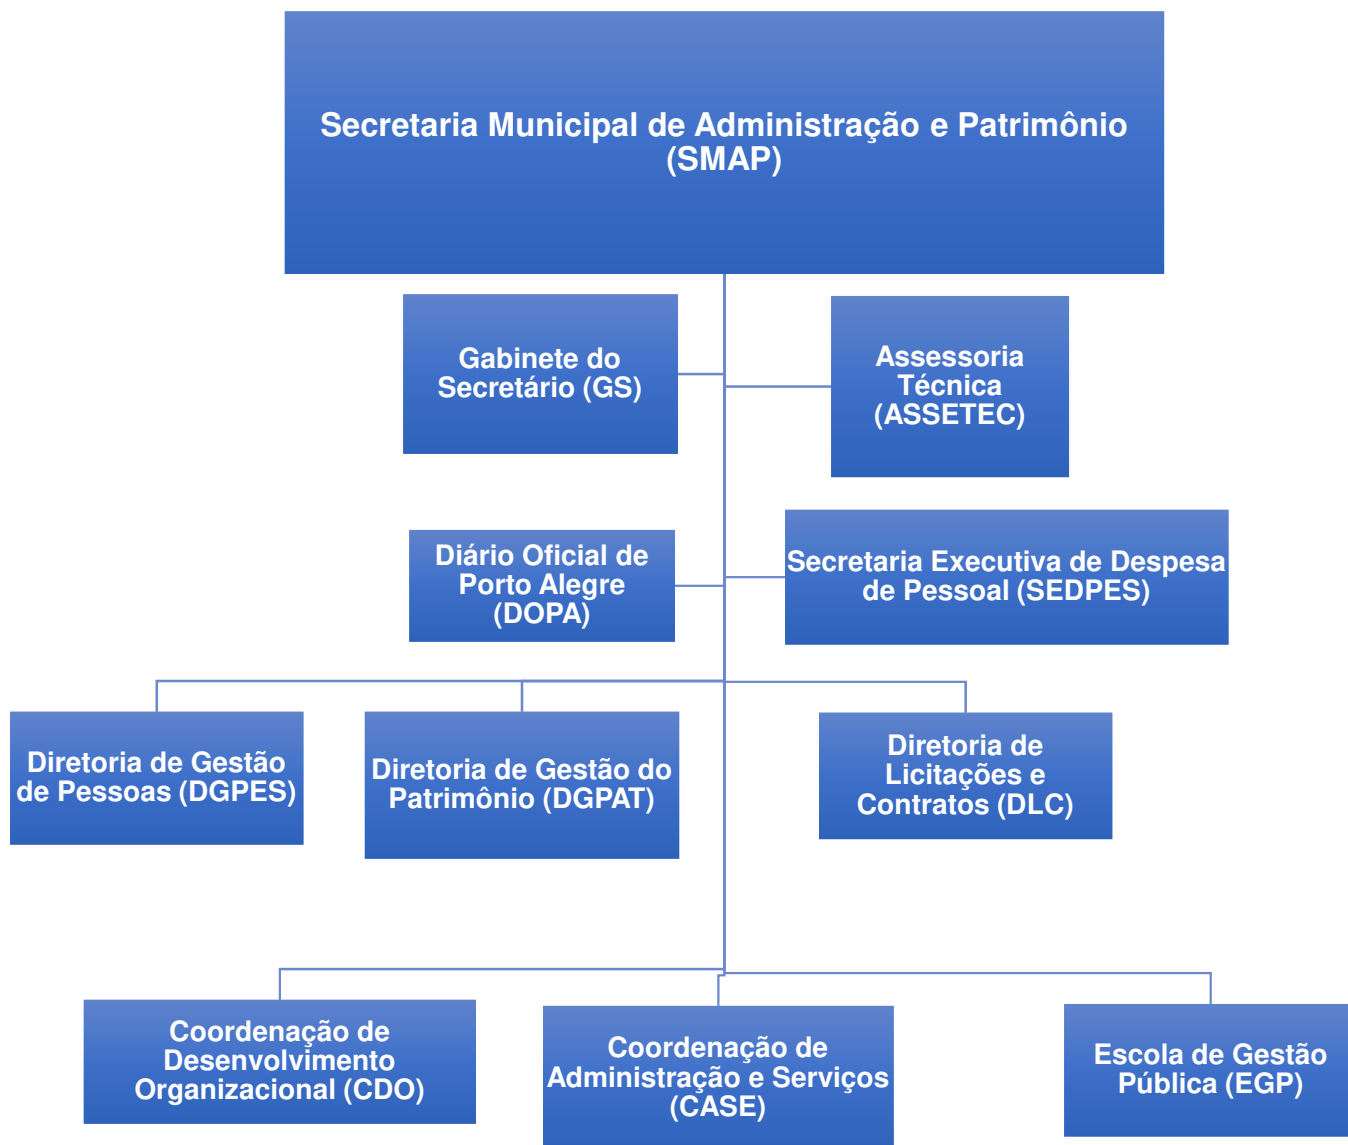 Secretaria Municipal de Administração e Patrimônio
(SMAP)
Gabinete do
Secretário (GS)
Assessoria
Técnica
(ASSETEC)
Diário Oficial de
Porto Alegre
(DOPA)
Secretaria Executiva de Despesa
de Pessoal (SEDPES)
Diretoria de Gestão
de Pessoas (DGPES)
Diretoria de Gestão do
Patrimônio (DGPAT)
Diretoria de
Licitações e
Contratos (DLC)
Coordenação de
Desenvolvimento
Organizacional (CDO)
Coordenação de
Administração e Serviços
(CASE)
Escola de Gestão
Pública (EGP)